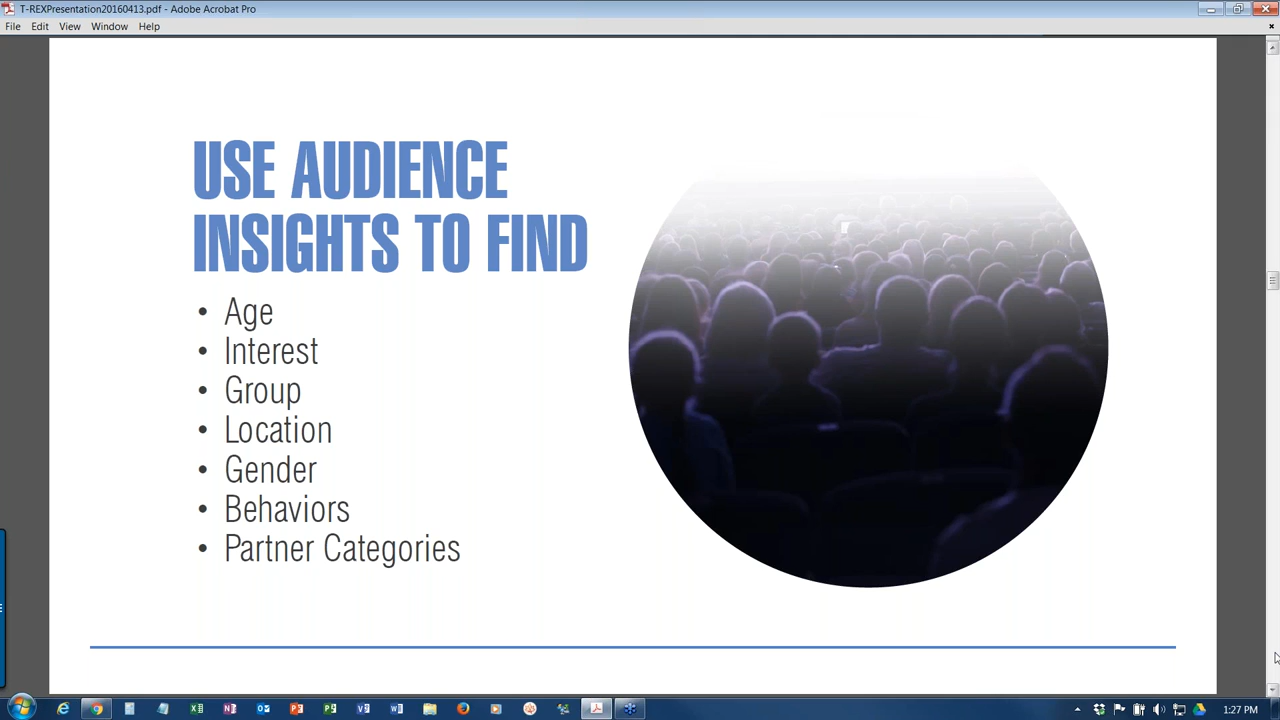 T-REXPresentation20160413.pdf - Adobe Acrobat Pro
File Edit View Window Help
USE AUDIENCE
INSIGHTS TO FIND
• Age
• Interest
• Group
• Location
• Gender
• Behaviors
• Partner Categories
1:27 PM